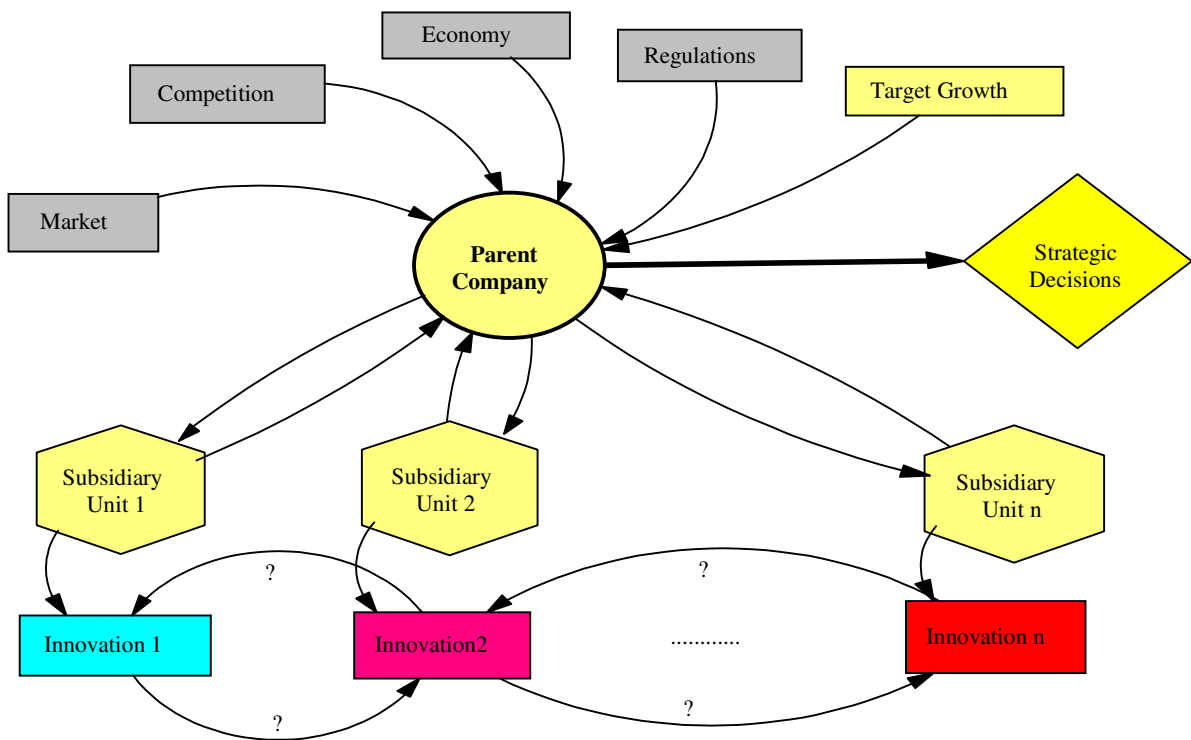 Economy
Regulations
Competition
Target Growth
Market
Parent
Company
Strategic
Decisions
Subsidiary
Unit 1
Subsidiary
Unit 2
Subsidiary
Unit n
?
?
Innovation 1
Innovation2
............
Innovation n
?
?